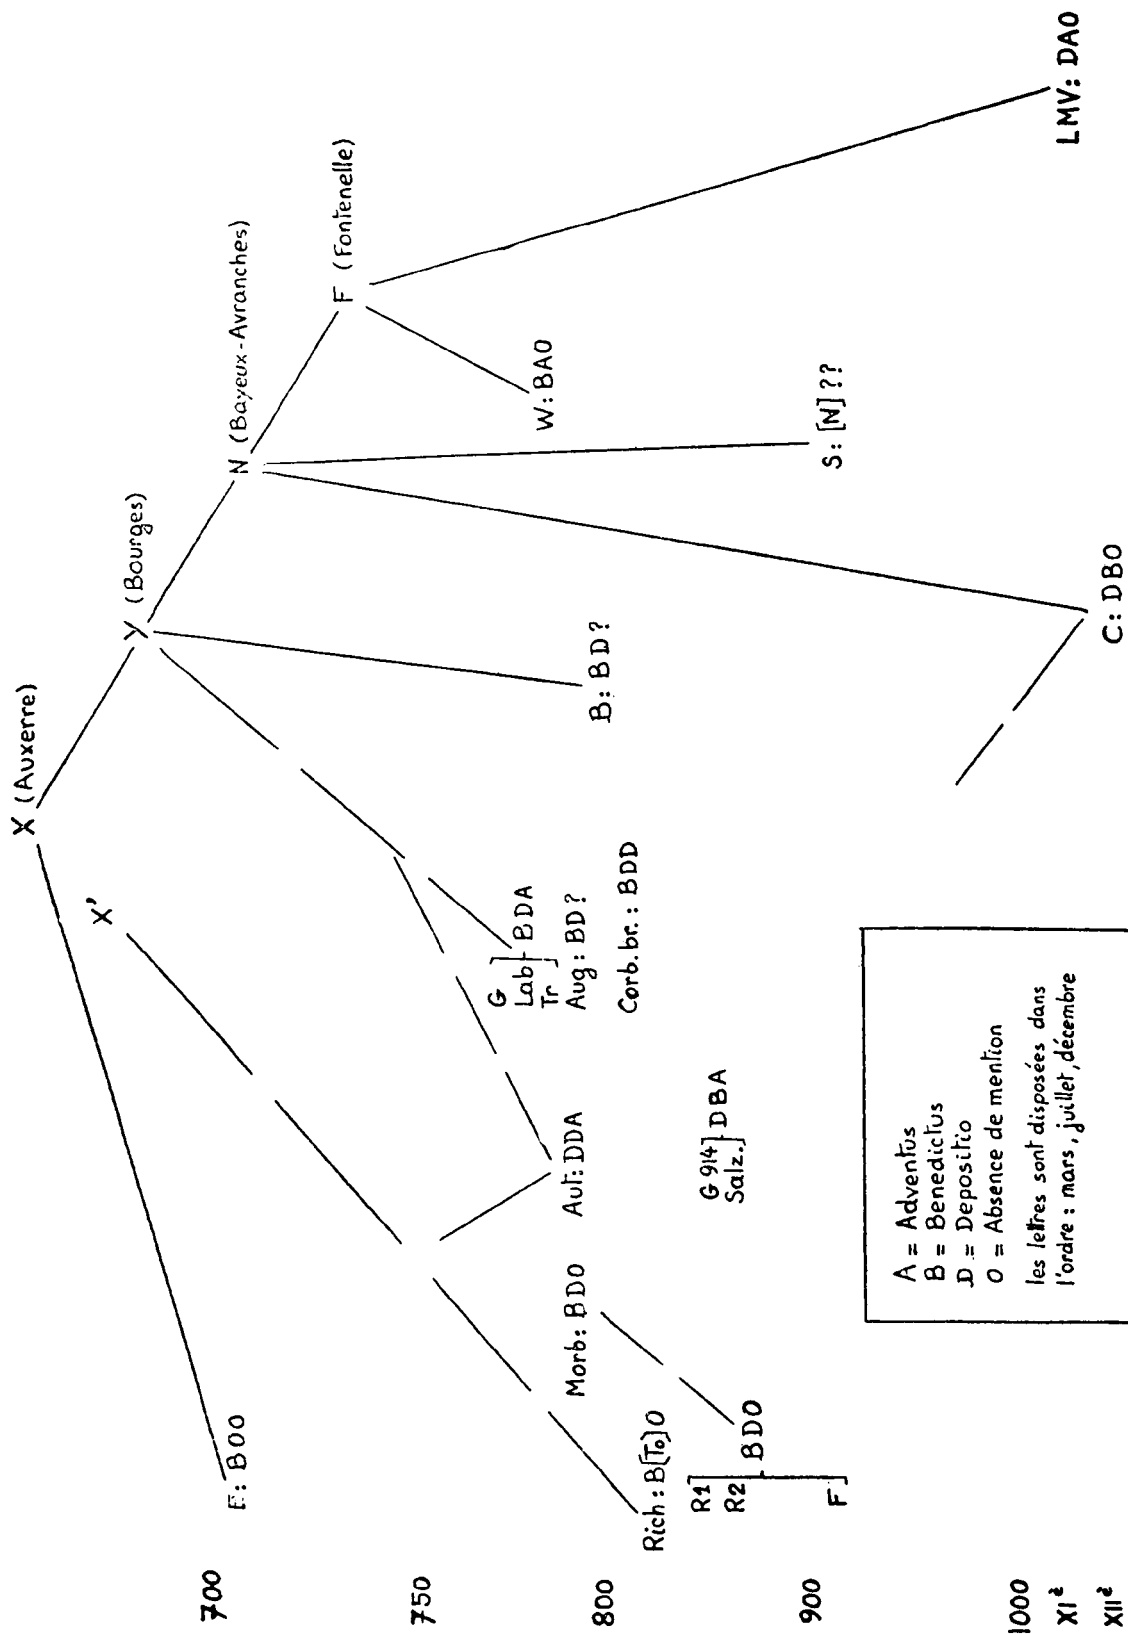 X (Auxerre)
X'
Y (Bourges)
N (Bayeux-Avranches)
F (Fontenelle)
E: BOO
700
750
W: BAO
G
Lab
Tr
BDA
Aug: BD?
Corb. br.: BDD
Aut: DDA
B: BD?
Morb: BDO
800
Rich: B[To]O
R1
R2
F
BDO
G 914
Salz.
DBA
S: [N]??
900
1000
XIe
XIIe
LMV: DAO
C: DBO
A = Adventus
B = Benedictus
D = Depositio
O = Absence de mention
les lettres sont disposées dans
l'ordre : mars, juillet, décembre